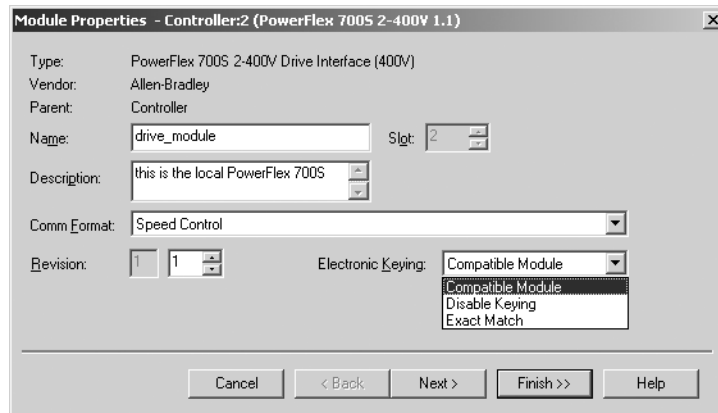 Module Properties - Controller:2 (PowerFlex 700S 2-400V 1.1)
Type: PowerFlex 700S 2-400V Drive Interface (400V)
Vendor: Allen-Bradley
Parent: Controller
Name: drive_module Slot: 2
Description: this is the local PowerFlex 700S
Comm Format: Speed Control
Revision: 1 1 Electronic Keying: Compatible Module
Compatible Module
Disable Keying
Exact Match
Cancel < Back Next > Finish >> Help